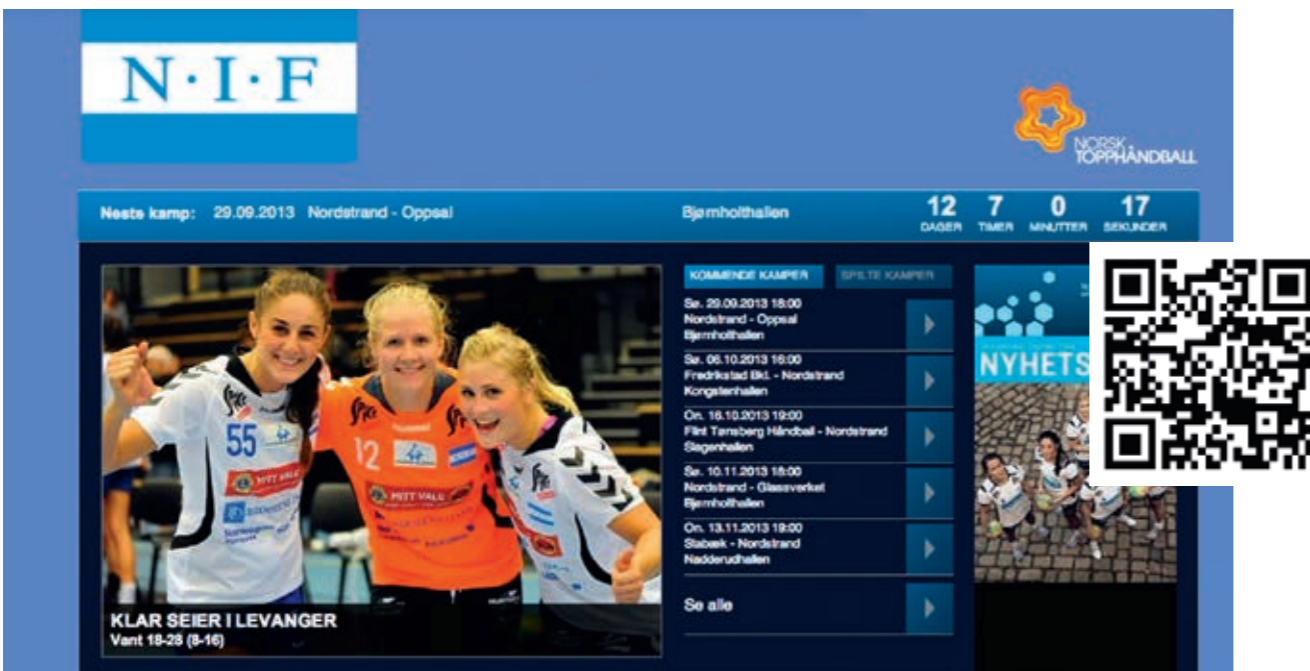 N·I·F
NORSK
TOPPHÅNDBALL
Neste kamp: 29.09.2013 Nordstrand - Oppsal Bjørnholthallen 12 7 0 17
DAGER TIMER MINUTTER SEKUNDER
KOMMENDE KAMPER SPILTE KAMPER
Sø. 29.09.2013 18:00
Nordstrand - Oppsal
Bjørnholthallen
Sø. 06.10.2013 16:00
Fredrikstad Bkl. - Nordstrand
Kongstenhallen
On. 16.10.2013 19:00
Flint Tønsberg Håndball - Nordstrand
Slagenhallen
Sø. 10.11.2013 18:00
Nordstrand - Glassverket
Bjørnholthallen
On. 13.11.2013 19:00
Stabæk - Nordstrand
Nadderudhallen
Se alle
NYHETS
55
12
MITT VALG
MITT VALG
KLAR SEIER I LEVANGER
Vant 18-28 (8-16)